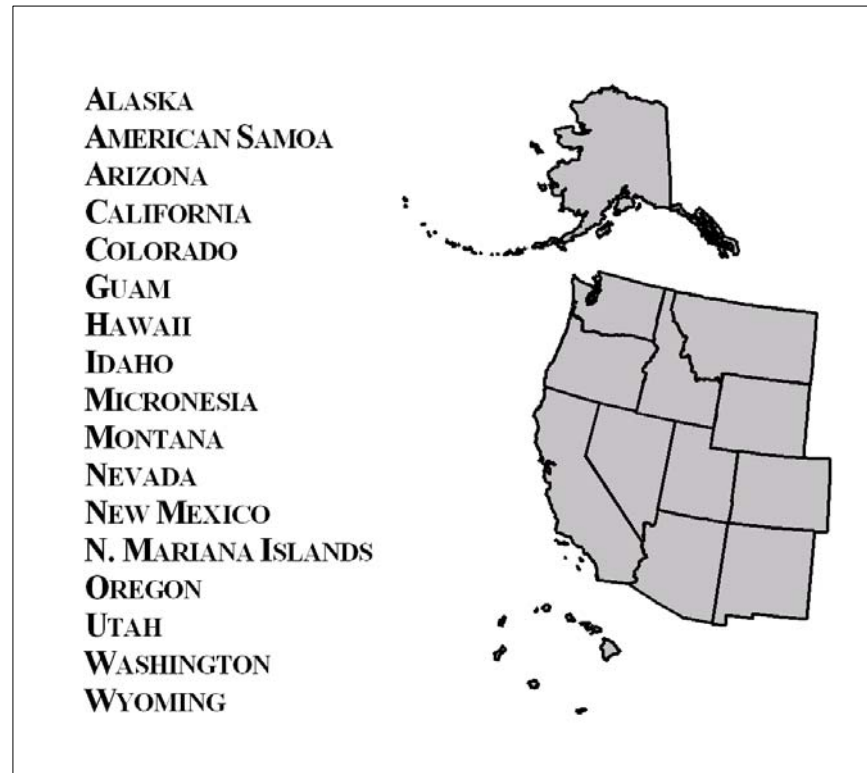 ALASKA
AMERICAN SAMOA
ARIZONA
CALIFORNIA
COLORADO
GUAM
HAWAII
IDAHO
MICRONESIA
MONTANA
NEVADA
NEW MEXICO
N. MARIANA ISLANDS
OREGON
UTAH
WASHINGTON
WYOMING